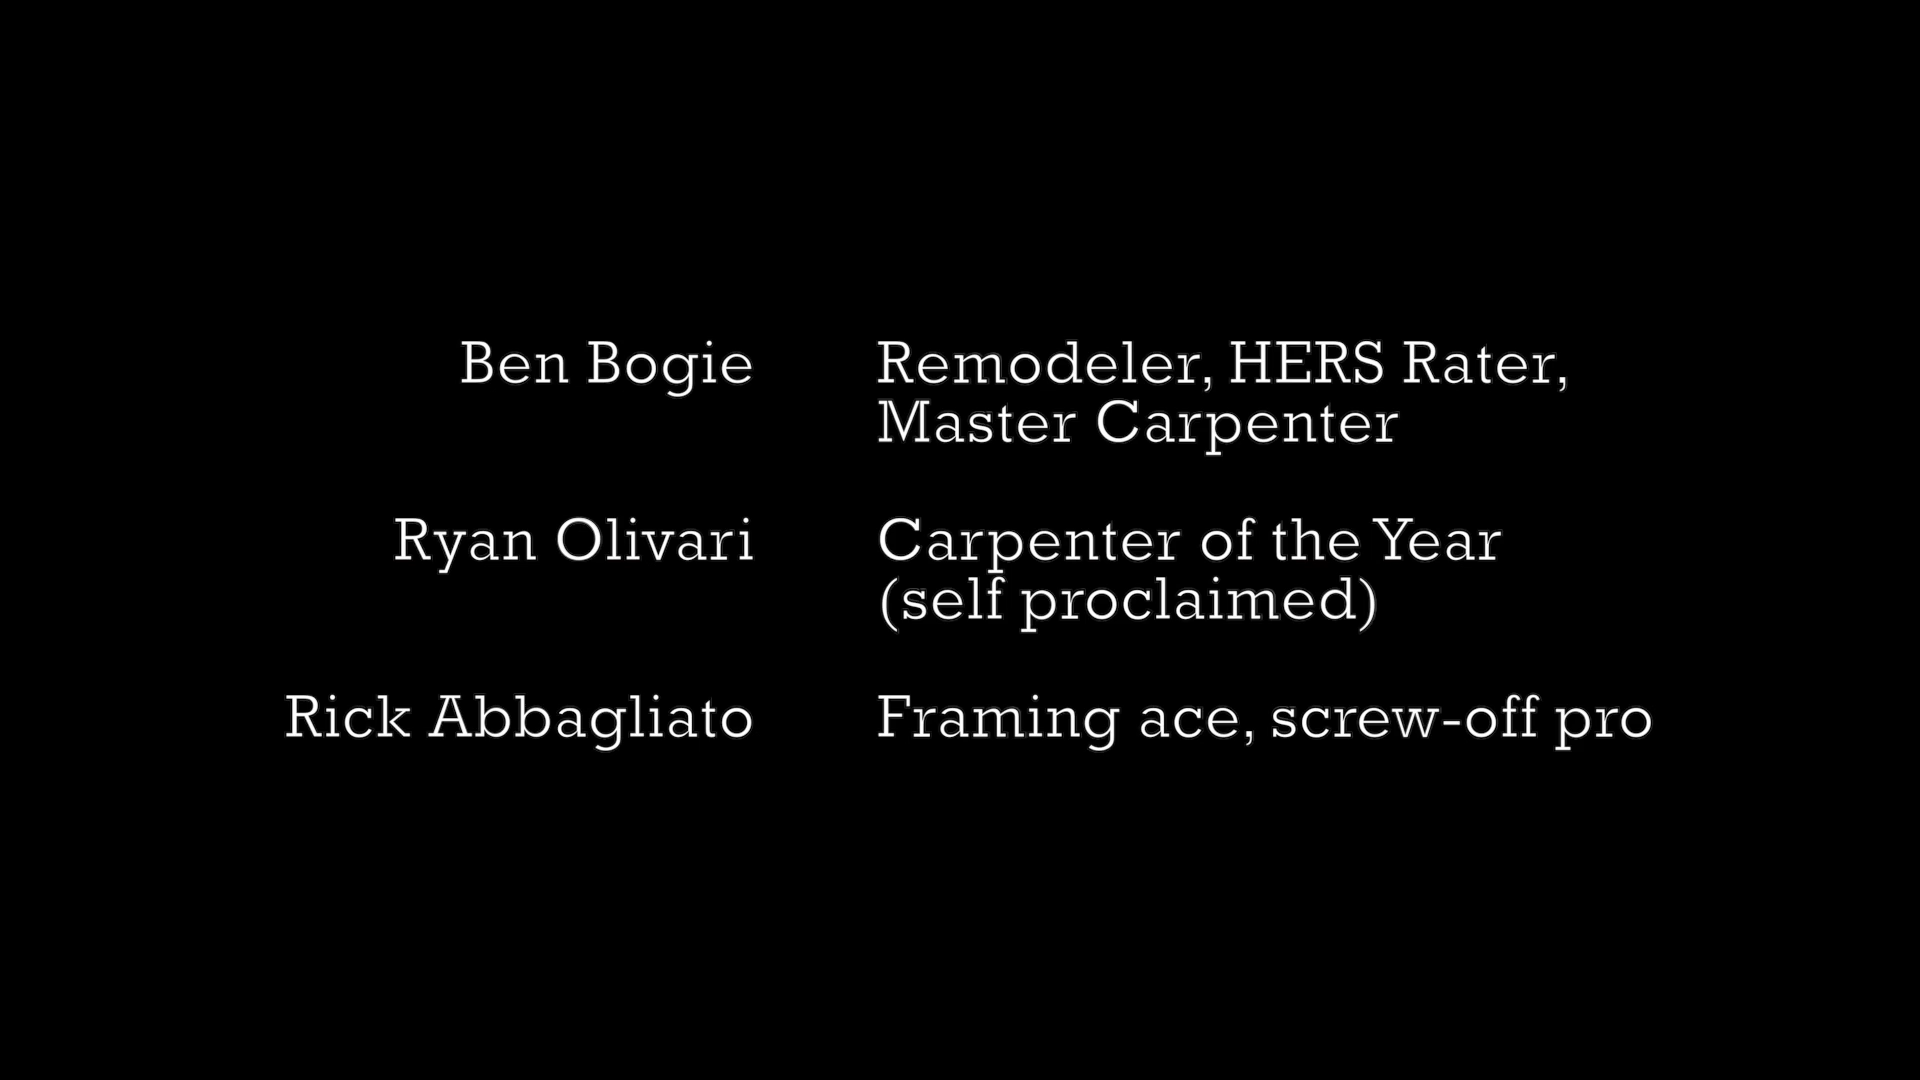 Ben Bogie Remodeler, HERS Rater,
Master Carpenter
Ryan Olivari Carpenter of the Year
(self proclaimed)
Rick Abbagliato Framing ace, screw-off pro